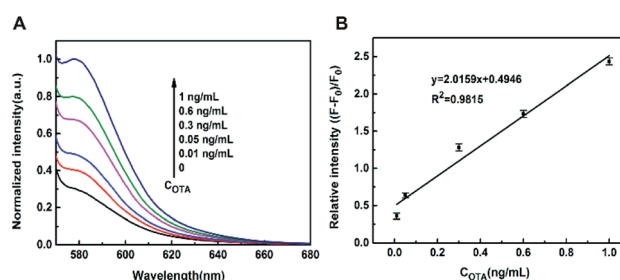 A
Normalized intensity(a.u.)
1.0
0.8
0.6
0.4
0.2
0.0
1 ng/mL
0.6 ng/mL
0.3 ng/mL
0.05 ng/mL
0.01 ng/mL
0
COTA
580 600 620 640 660 680
Wavelength(nm)
B
Relative intensity ((F-F0)/F0)
2.5
2.0
1.5
1.0
0.5
0.0
y=2.0159x+0.4946
R²=0.9815
0.0 0.2 0.4 0.6 0.8 1.0
COTA(ng/mL)